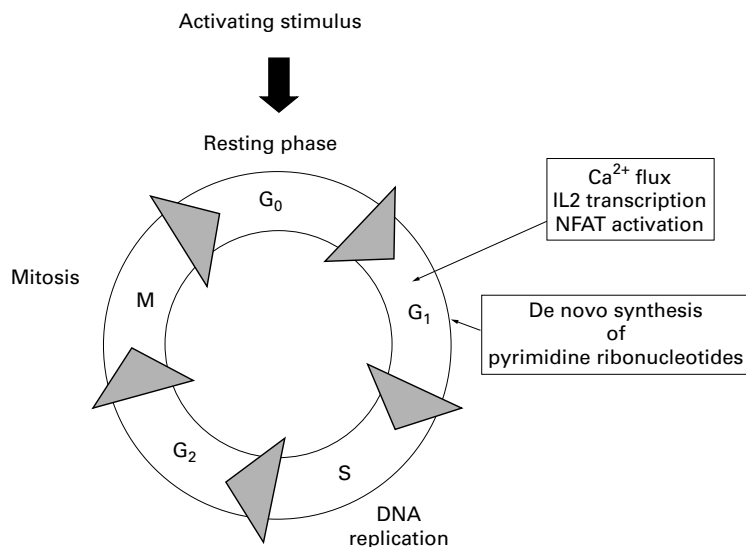 Activating stimulus
Resting phase
G₀
Ca²⁺ flux
IL2 transcription
NFAT activation
Mitosis
M
G₁
De novo synthesis
of
pyrimidine ribonucleotides
G₂
S
DNA
replication